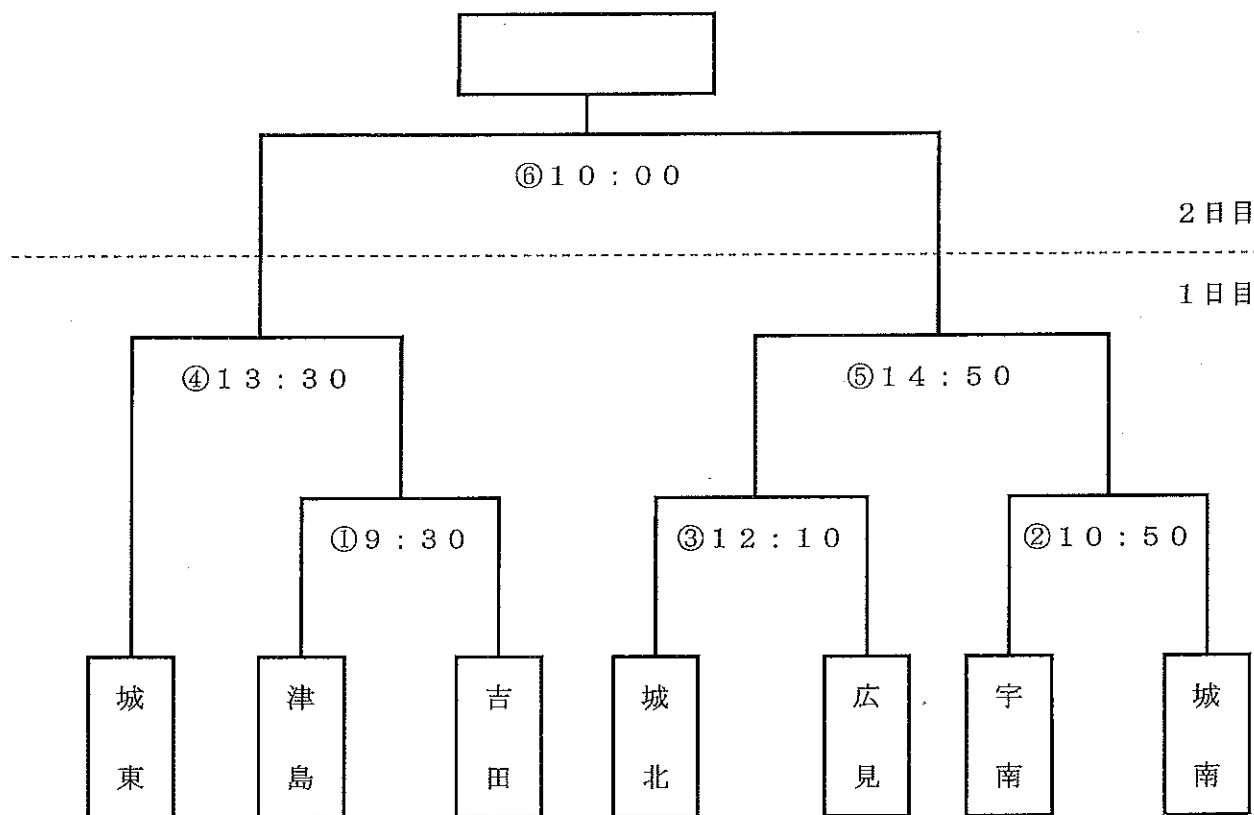 ⑥10:00
2日目
1日目
④13:30
⑤14:50
①9:30
③12:10
②10:50
城東
津島
吉田
城北
広見
宇南
城南